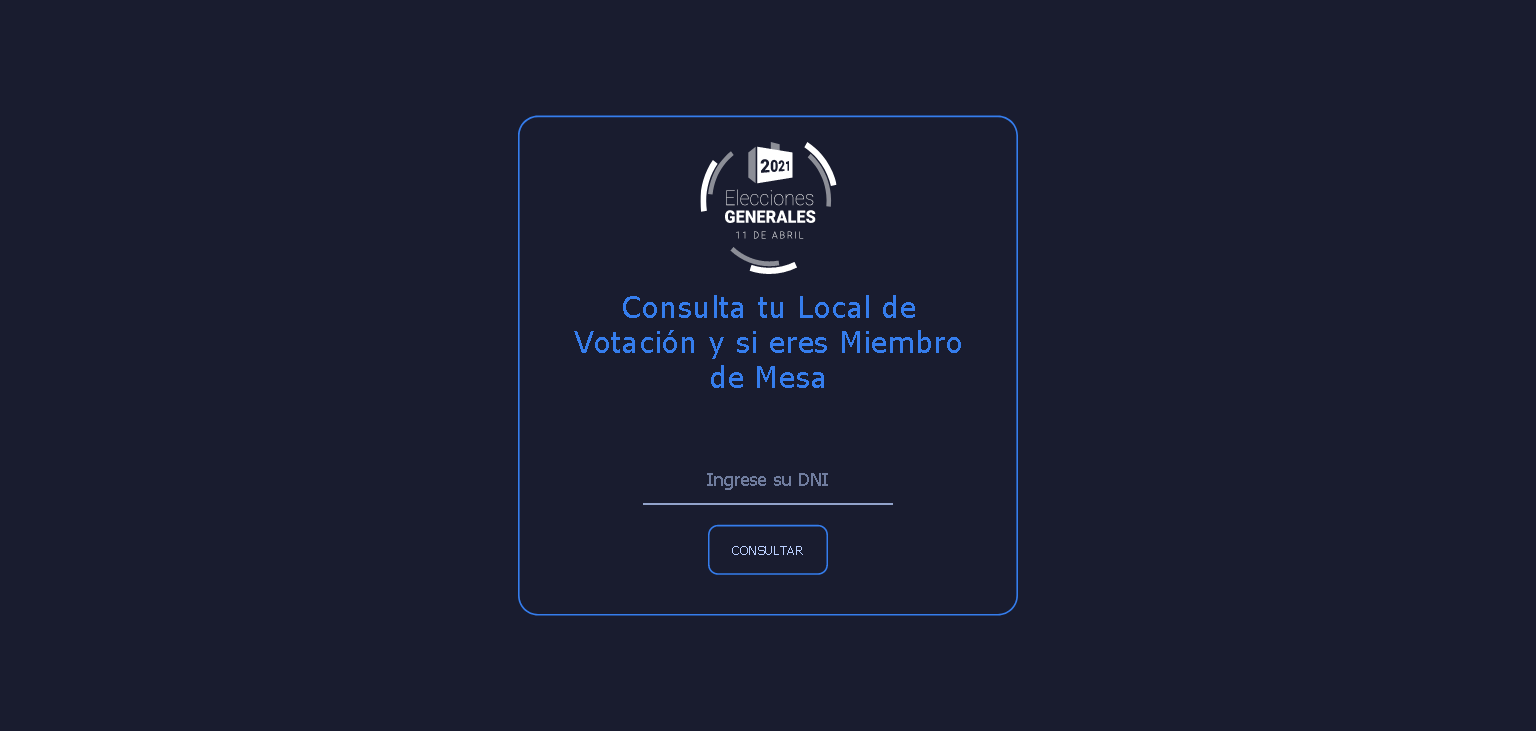 2021
Elecciones
GENERALES
11 DE ABRIL
Consulta tu Local de
Votación y si eres Miembro
de Mesa
Ingrese su DNI
CONSULTAR